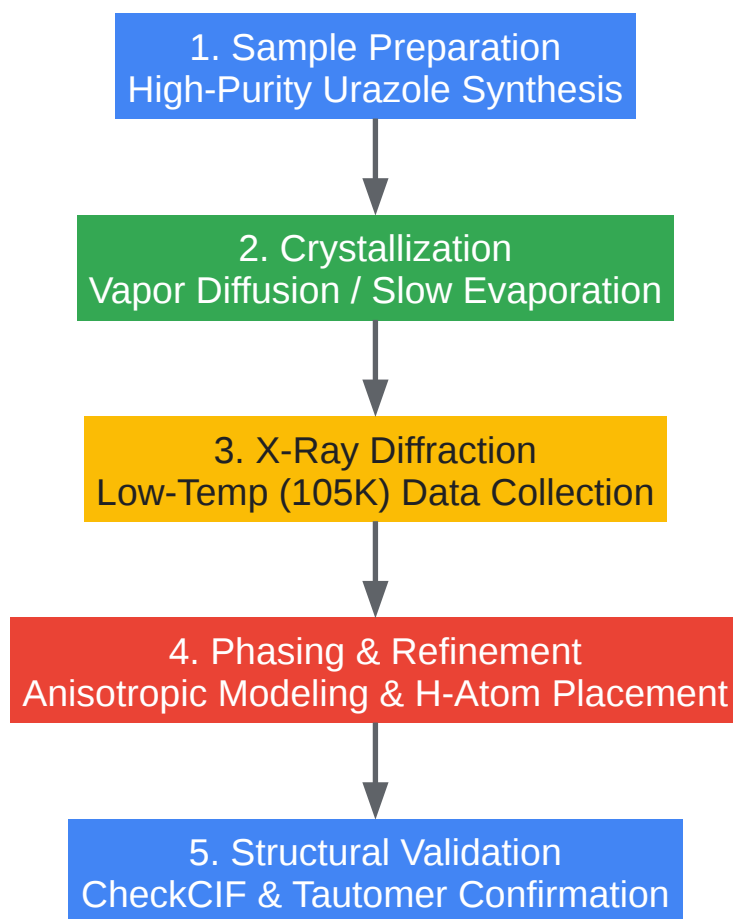 1. Sample Preparation
High-Purity Urazole Synthesis
2. Crystallization
Vapor Diffusion / Slow Evaporation
3. X-Ray Diffraction
Low-Temp (105K) Data Collection
4. Phasing & Refinement
Anisotropic Modeling & H-Atom Placement
5. Structural Validation
CheckCIF & Tautomer Confirmation